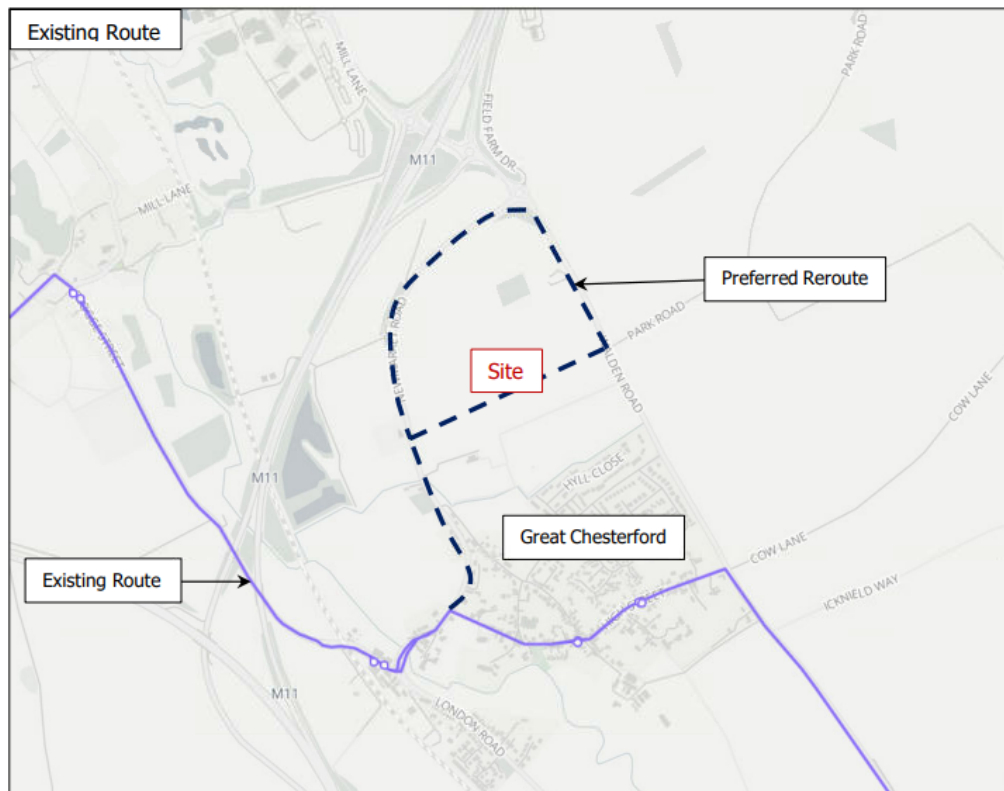 Existing Route
MILL LANE
PARK ROAD
FIELD FARM DR
M11
MILL LANE
Preferred Reroute
PARK ROAD
Site
WALDEN ROAD
COW LANE
M11
HYLL CLOSE
Great Chesterford
COW LANE
Existing Route
ICKNIELD WAY
M11
LONDON ROAD